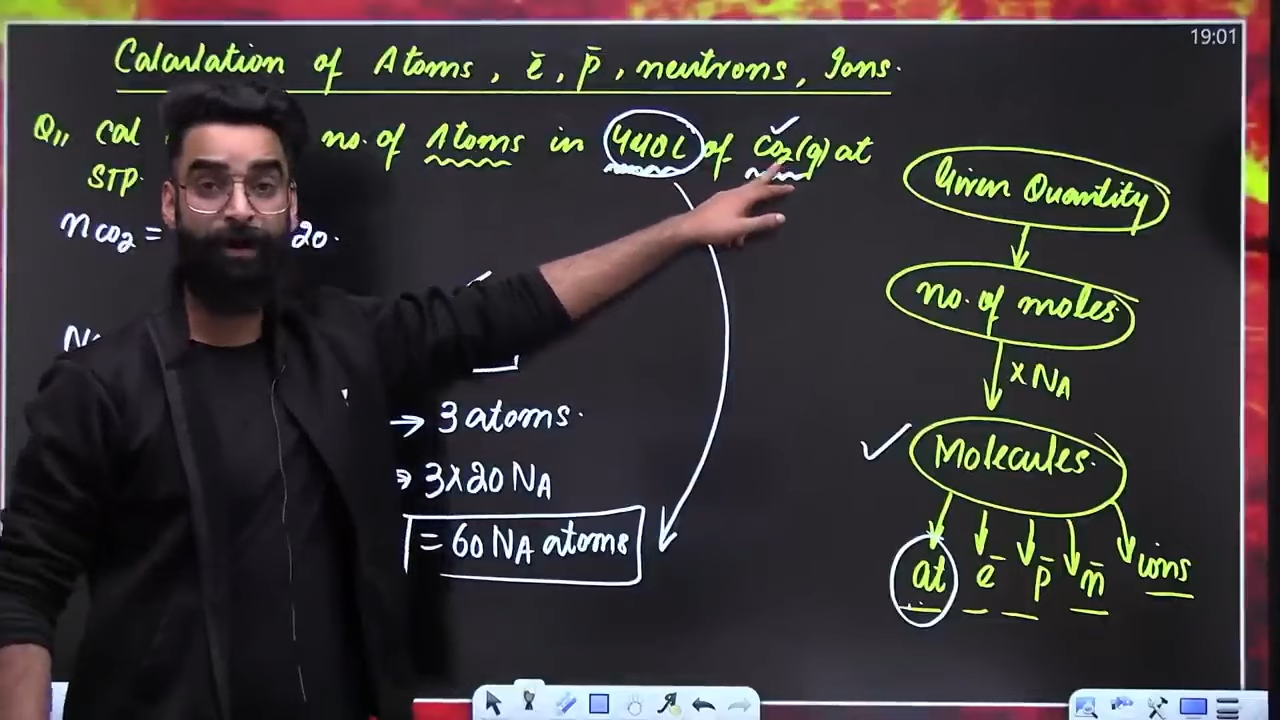 19:01
Calculation of Atoms, ē, p̄, neutrons, Ions.
Q11 Cal no. of Atoms in 440L of CO2(g) at
STP.
nCO2 = 20.
→ 3 atoms.
⇒ 3×20 NA
= 60 NA atoms
Given Quantity
no. of moles
×NA
Molecules.
at ē p̄ n̄ ions